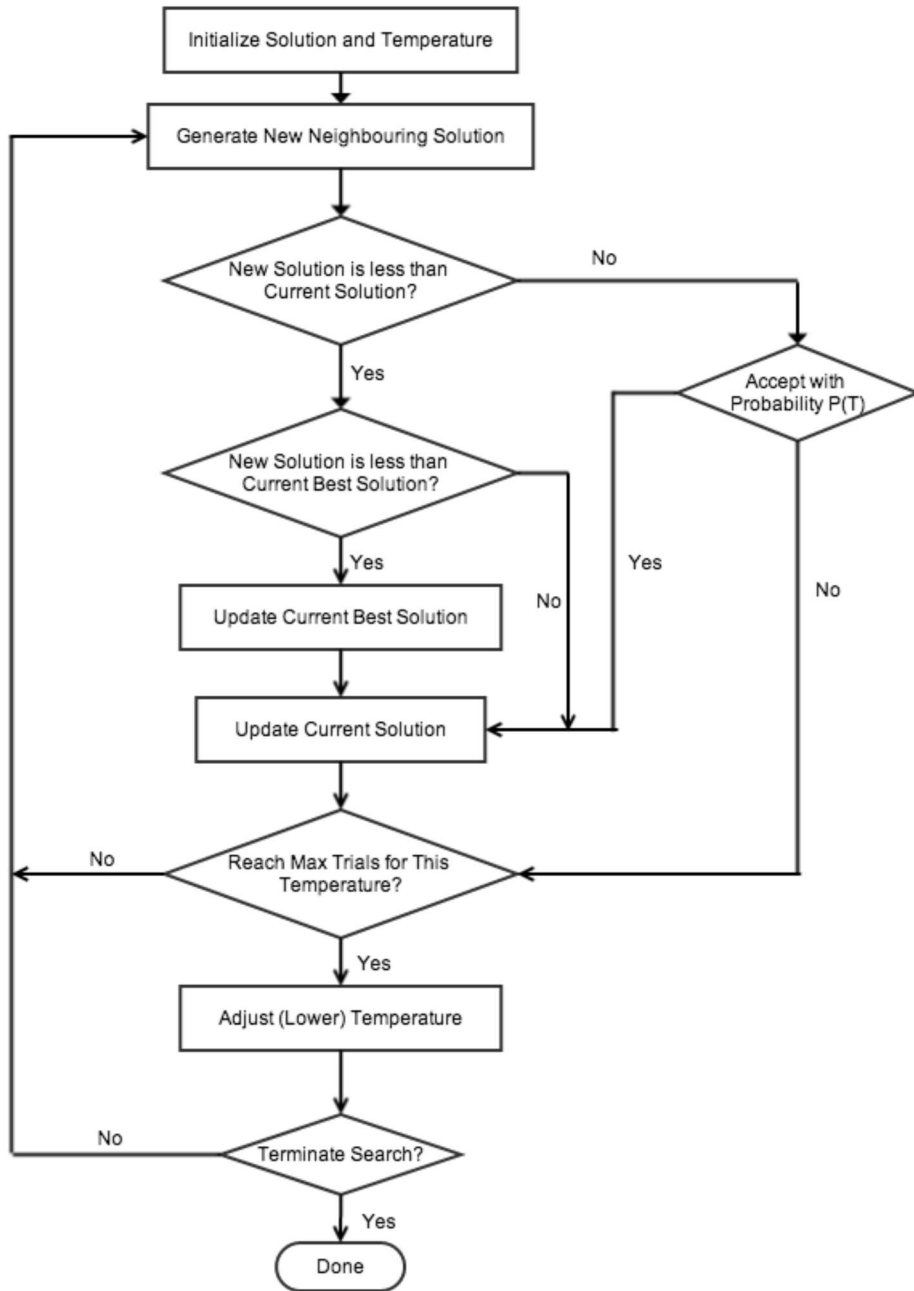 Initialize Solution and Temperature
Generate New Neighbouring Solution
New Solution is less than
Current Solution?
No
Yes
Accept with
Probability P(T)
New Solution is less than
Current Best Solution?
Yes
No
Yes
No
Update Current Best Solution
Update Current Solution
Reach Max Trials for This
Temperature?
No
Yes
Adjust (Lower) Temperature
Terminate Search?
No
Yes
Done